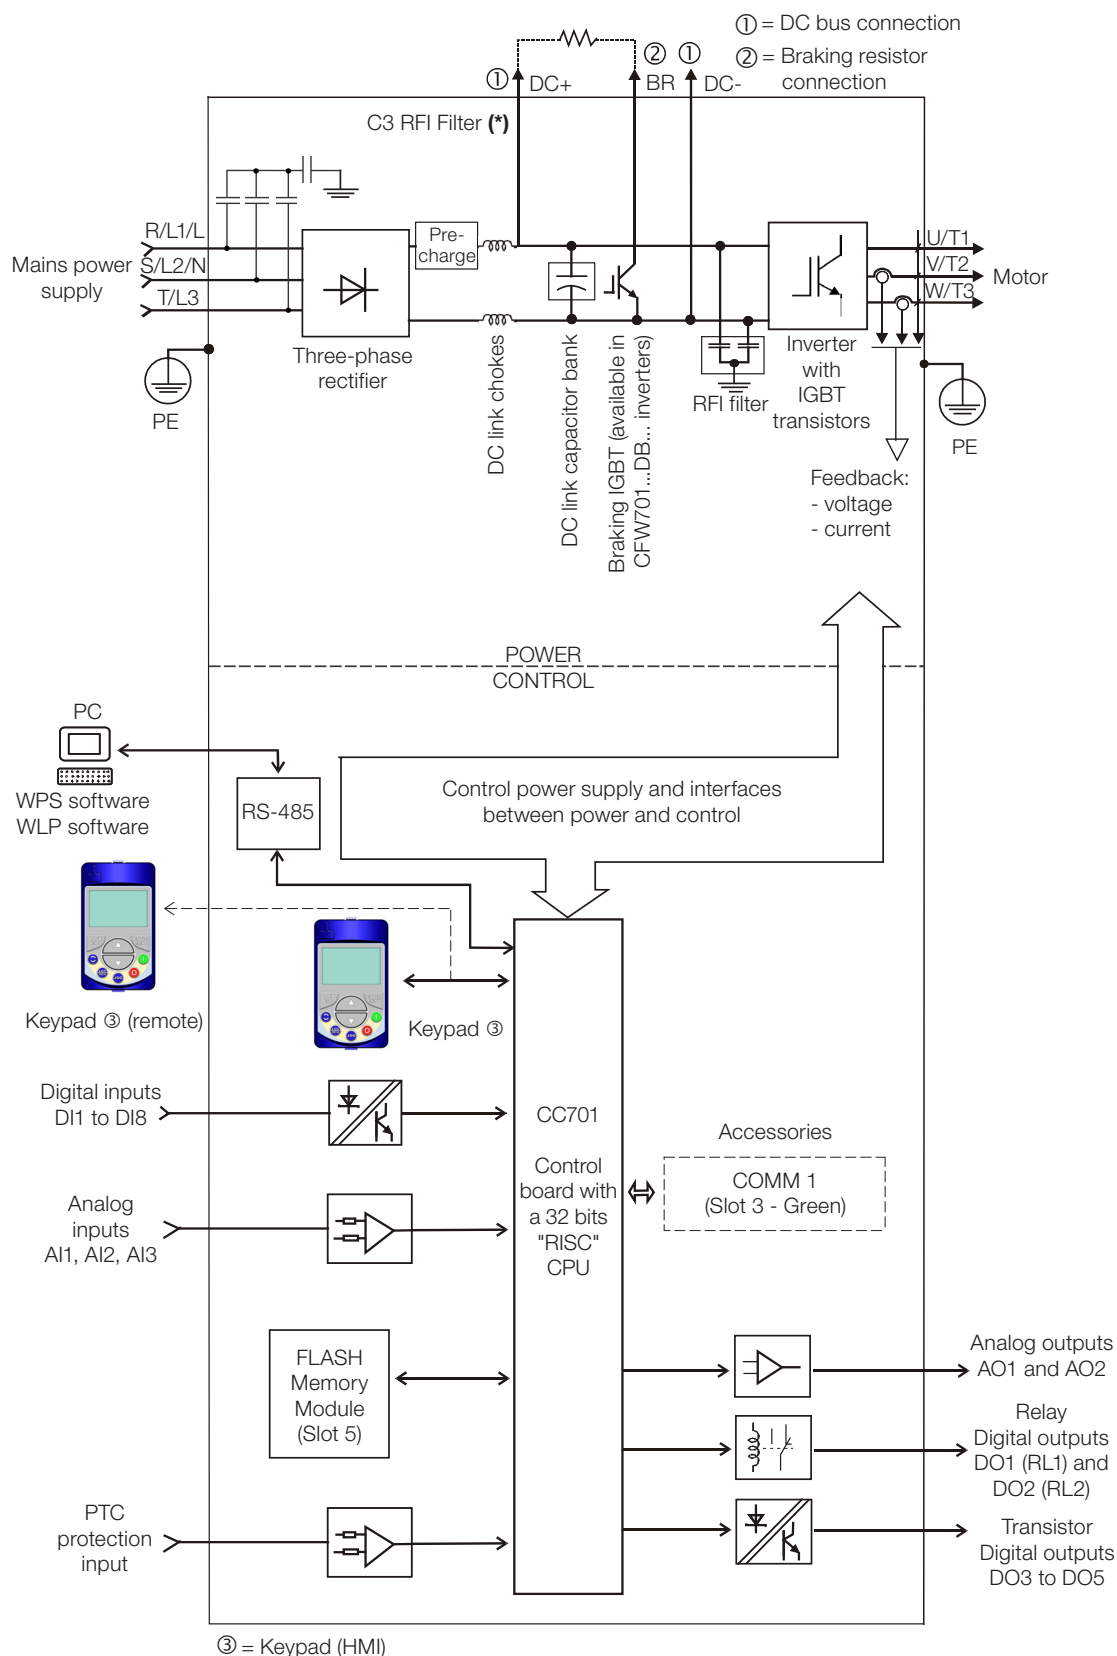 ① = DC bus connection
② = Braking resistor
connection
② ①
① DC+ BR DC-
C3 RFI Filter (*)
R/L1/L
S/L2/N
T/L3
Mains power
supply
PE
Pre-
charge
Three-phase
rectifier
DC link chokes
DC link capacitor bank
Braking IGBT (available in
CFW701...DB... inverters)
RFI filter
Inverter
with
IGBT
transistors
U/T1
V/T2
W/T3
Motor
PE
Feedback:
- voltage
- current
POWER
CONTROL
PC
WPS software
WLP software
RS-485
Control power supply and interfaces
between power and control
Keypad ③ (remote)
Keypad ③
Digital inputs
DI1 to DI8
Analog
inputs
AI1, AI2, AI3
FLASH
Memory
Module
(Slot 5)
PTC
protection
input
CC701
Control
board with
a 32 bits
"RISC"
CPU
Accessories
COMM 1
(Slot 3 - Green)
Analog outputs
AO1 and AO2
Relay
Digital outputs
DO1 (RL1) and
DO2 (RL2)
Transistor
Digital outputs
DO3 to DO5
③ = Keypad (HMI)